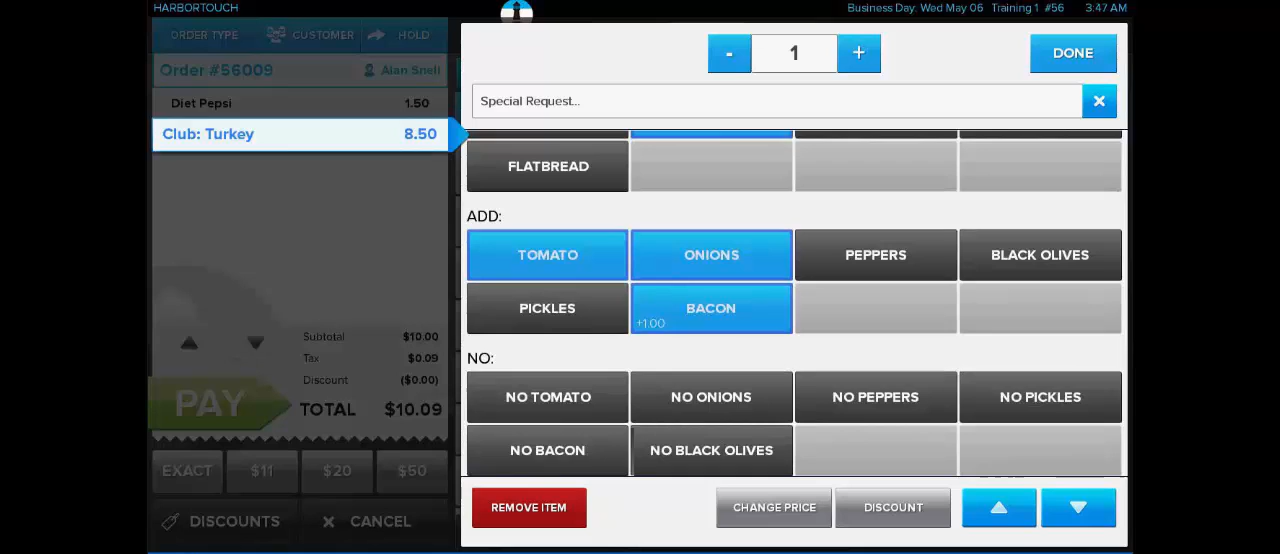 HARBORTOUCH
Business Day: Wed May 06 Training 1 #56 3:47 AM
ORDER TYPE CUSTOMER HOLD
Order #56009 Alan Snell
Diet Pepsi 1.50
Club: Turkey 8.50
Subtotal $10.00
Tax $0.09
Discount ($0.00)
PAY TOTAL $10.09
EXACT $11 $20 $50
DISCOUNTS CANCEL
- 1 + DONE
Special Request...
FLATBREAD
ADD:
TOMATO ONIONS PEPPERS BLACK OLIVES
PICKLES BACON
+1.00
NO:
NO TOMATO NO ONIONS NO PEPPERS NO PICKLES
NO BACON NO BLACK OLIVES
REMOVE ITEM CHANGE PRICE DISCOUNT